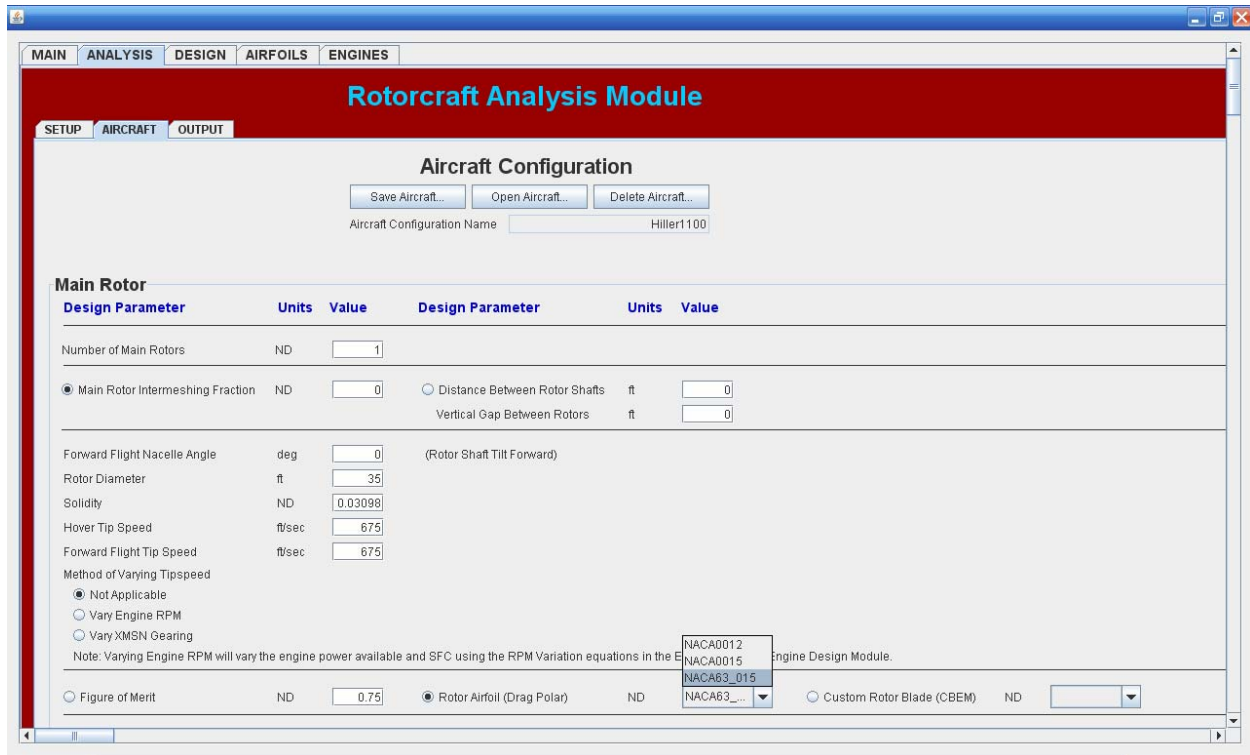 MAIN ANALYSIS DESIGN AIRFOILS ENGINES
Rotorcraft Analysis Module
SETUP AIRCRAFT OUTPUT
Aircraft Configuration
Save Aircraft... Open Aircraft... Delete Aircraft...
Aircraft Configuration Name Hiller1100
Main Rotor
Design Parameter Units Value Design Parameter Units Value
Number of Main Rotors ND 1
Main Rotor Intermeshing Fraction ND 0 Distance Between Rotor Shafts ft 0
Vertical Gap Between Rotors ft 0
Forward Flight Nacelle Angle deg 0 (Rotor Shaft Tilt Forward)
Rotor Diameter ft 35
Solidity ND 0.03098
Hover Tip Speed ft/sec 675
Forward Flight Tip Speed ft/sec 675
Method of Varying Tipspeed
Not Applicable
Vary Engine RPM
Vary XMSN Gearing
NACA0012
Note: Varying Engine RPM will vary the engine power available and SFC using the RPM Variation equations in the E NACA0015 Engine Design Module.
NACA63_015
Figure of Merit ND 0.75 Rotor Airfoil (Drag Polar) ND NACA63_... Custom Rotor Blade (CBEM) ND